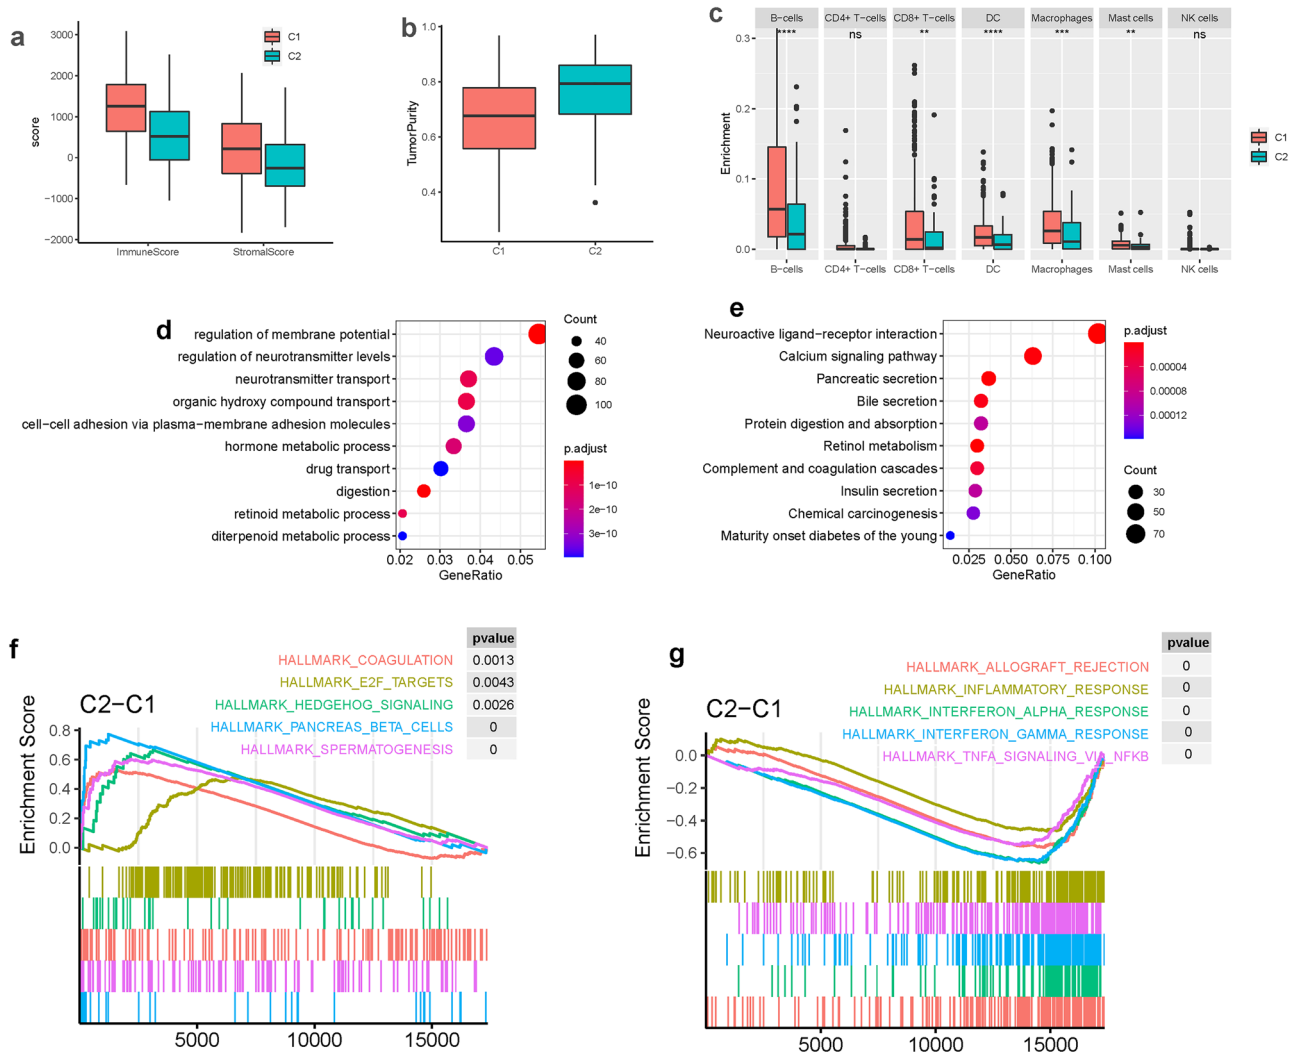 a
3000
2000
1000
0
−1000
−2000
score
ImmuneScore
StromalScore
C1
C2
b
1.0
0.8
0.6
0.4
TumorPurity
C1
C2
c
B−cells
CD4+ T−cells
CD8+ T−cells
DC
Macrophages
Mast cells
NK cells
****
ns
**
****
***
**
ns
0.3
0.2
0.1
0.0
Enrichment
B−cells
CD4+ T−cells
CD8+ T−cells
DC
Macrophages
Mast cells
NK cells
C1
C2
d
regulation of membrane potential
regulation of neurotransmitter levels
neurotransmitter transport
organic hydroxy compound transport
cell−cell adhesion via plasma−membrane adhesion molecules
hormone metabolic process
drug transport
digestion
retinoid metabolic process
diterpenoid metabolic process
0.02
0.03
0.04
0.05
GeneRatio
Count
40
60
80
100
p.adjust
1e−10
2e−10
3e−10
e
Neuroactive ligand−receptor interaction
Calcium signaling pathway
Pancreatic secretion
Bile secretion
Protein digestion and absorption
Retinol metabolism
Complement and coagulation cascades
Insulin secretion
Chemical carcinogenesis
Maturity onset diabetes of the young
0.025
0.050
0.075
0.100
GeneRatio
p.adjust
0.00004
0.00008
0.00012
Count
30
50
70
f
pvalue
HALLMARK_COAGULATION 0.0013
HALLMARK_E2F_TARGETS 0.0043
HALLMARK_HEDGEHOG_SIGNALING 0.0026
HALLMARK_PANCREAS_BETA_CELLS 0
HALLMARK_SPERMATOGENESIS 0
C2−C1
Enrichment Score
0.8
0.6
0.4
0.2
0.0
5000
10000
15000
g
pvalue
HALLMARK_ALLOGRAFT_REJECTION 0
HALLMARK_INFLAMMATORY_RESPONSE 0
HALLMARK_INTERFERON_ALPHA_RESPONSE 0
HALLMARK_INTERFERON_GAMMA_RESPONSE 0
HALLMARK_TNFA_SIGNALING_VIA_NFKB 0
C2−C1
Enrichment Score
0.0
−0.2
−0.4
−0.6
5000
10000
15000